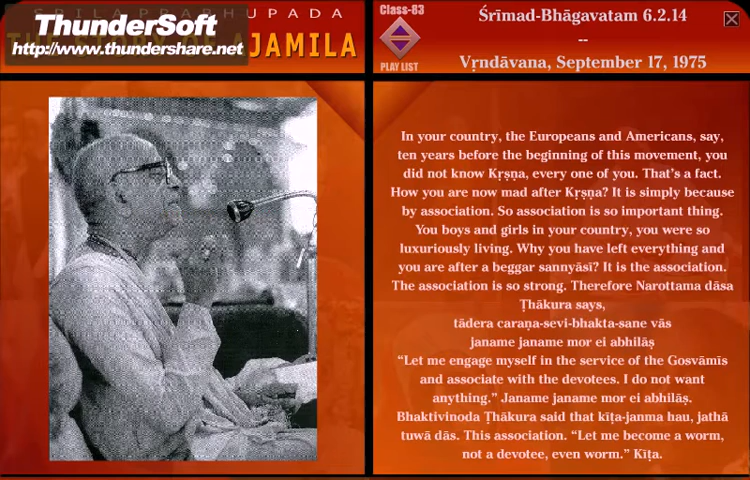 SRILA PRABHUPADA
ThunderSoft
http://www.thundershare.net
AJAMILA
Class-83
PLAY LIST
Śrīmad-Bhāgavatam 6.2.14
--
Vṛndāvana, September 17, 1975
In your country, the Europeans and Americans, say,
ten years before the beginning of this movement, you
did not know Kṛṣṇa, every one of you. That's a fact.
How you are now mad after Kṛṣṇa? It is simply because
by association. So association is so important thing.
You boys and girls in your country, you were so
luxuriously living. Why you have left everything and
you are after a beggar sannyāsī? It is the association.
The association is so strong. Therefore Narottama dāsa
Ṭhākura says,
tādera caraṇa-sevi-bhakta-sane vās
janame janame mor ei abhilāṣ
“Let me engage myself in the service of the Gosvāmīs
and associate with the devotees. I do not want
anything.” Janame janame mor ei abhilāṣ.
Bhaktivinoda Ṭhākura said that kīṭa-janma hau, jathā
tuwā dās. This association. “Let me become a worm,
not a devotee, even worm.” Kīṭa.